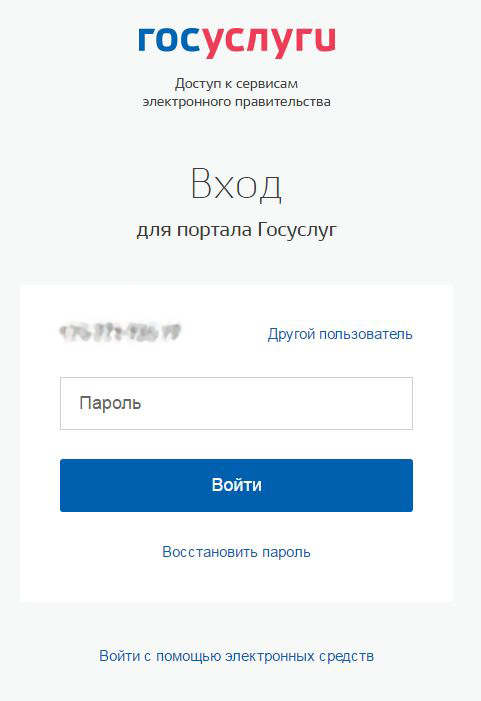 госуслуги
Доступ к сервисам
электронного правительства
Вход
для портала Госуслуг
Другой пользователь
Пароль
Войти
Восстановить пароль
Войти с помощью электронных средств